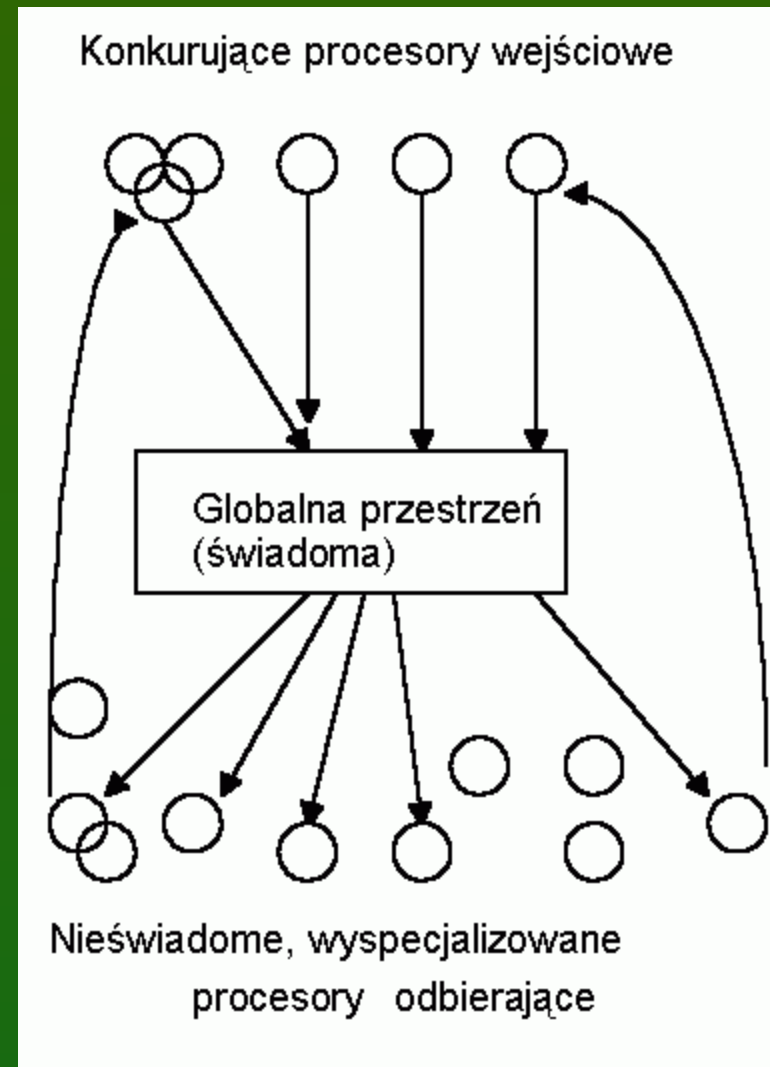 Konkurujące procesory wejściowe
Globalna przestrzeń
(świadoma)
Nieświadome, wyspecjalizowane
procesory odbierające